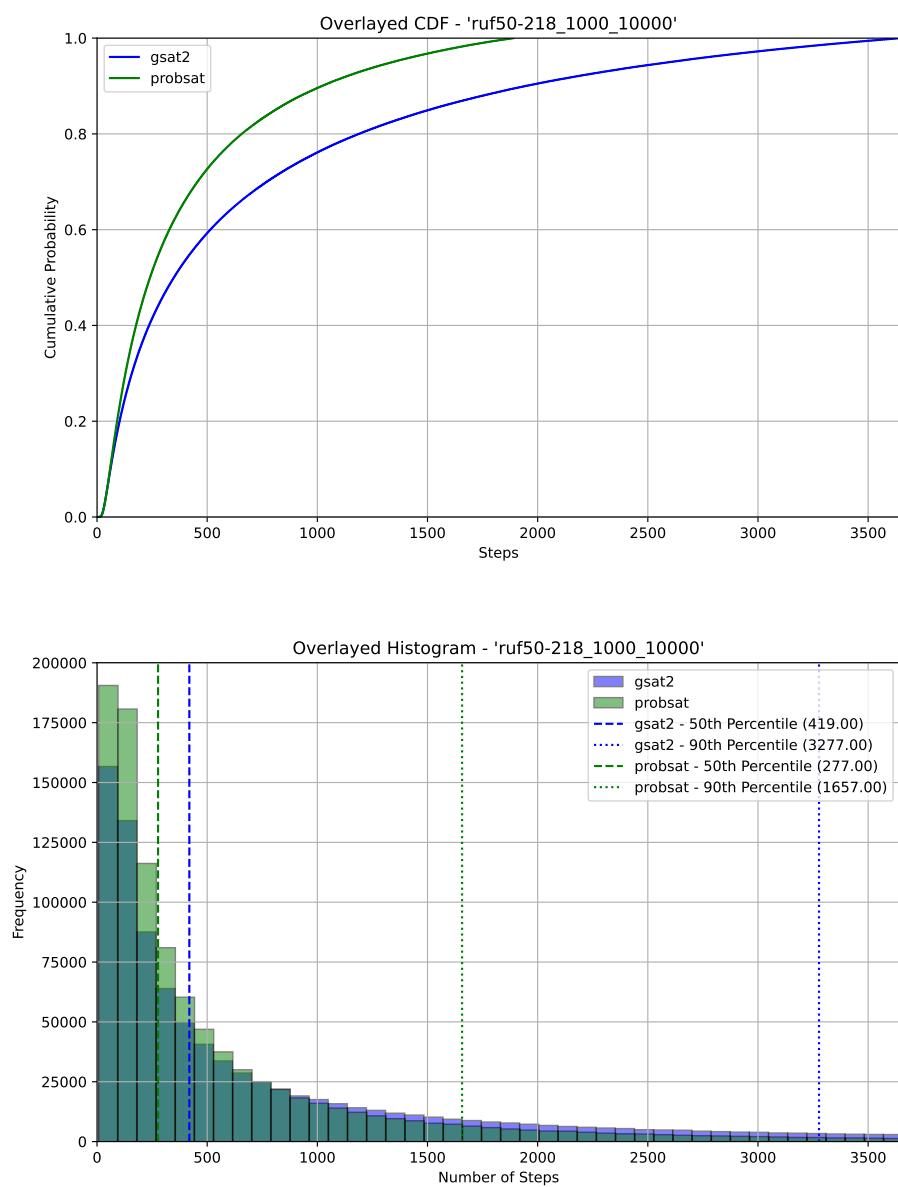 Overlayed CDF - 'ruf50-218_1000_10000'
1.0
0.8
0.6
0.4
0.2
0.0
Cumulative Probability
gsat2
probsat
0 500 1000 1500 2000 2500 3000 3500
Steps
Overlayed Histogram - 'ruf50-218_1000_10000'
200000
175000
150000
125000
100000
75000
50000
25000
0
Frequency
gsat2
probsat
gsat2 - 50th Percentile (419.00)
gsat2 - 90th Percentile (3277.00)
probsat - 50th Percentile (277.00)
probsat - 90th Percentile (1657.00)
0 500 1000 1500 2000 2500 3000 3500
Number of Steps